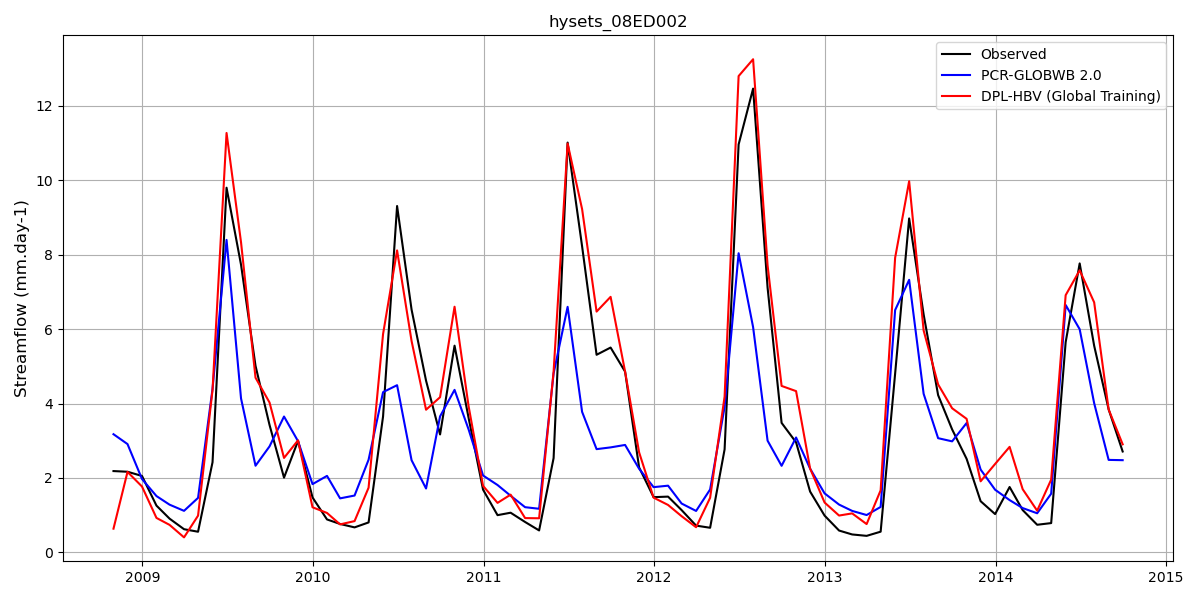 hysets_08ED002
Observed
PCR-GLOBWB 2.0
DPL-HBV (Global Training)
Streamflow (mm.day-1)
12
10
8
6
4
2
0
2009
2010
2011
2012
2013
2014
2015